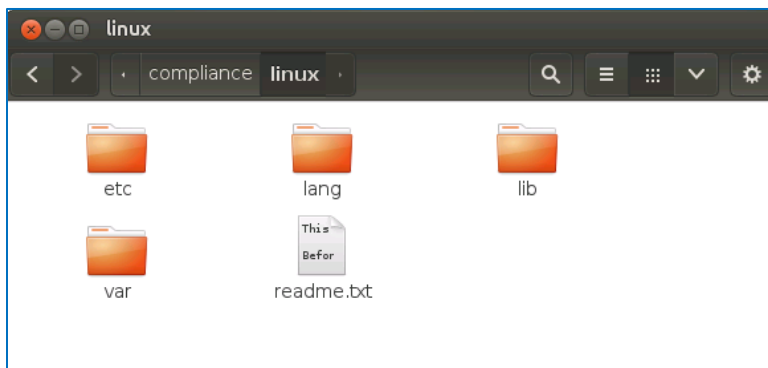 linux
compliance linux
etc lang lib
This
Befor
var readme.txt